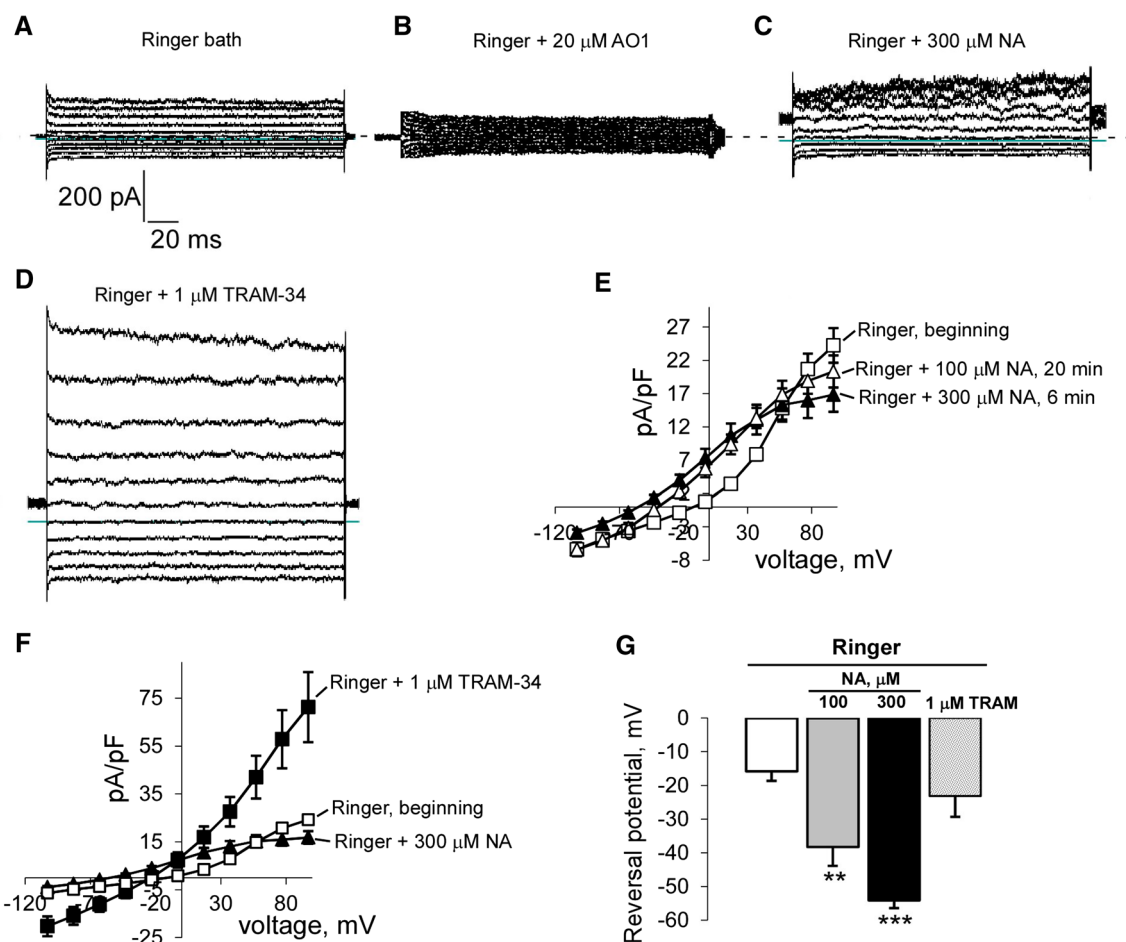 A
Ringer bath
B
Ringer + 20 µM AO1
C
Ringer + 300 µM NA
200 pA
20 ms
D
Ringer + 1 µM TRAM-34
E
27
22
17
12
7
2
-3
-8
pA/pF
-120
-70
-20
30
80
voltage, mV
Ringer, beginning
Ringer + 100 µM NA, 20 min
Ringer + 300 µM NA, 6 min
F
75
55
35
15
-5
-25
pA/pF
-120
-70
-20
30
80
voltage, mV
Ringer + 1 µM TRAM-34
Ringer, beginning
Ringer + 300 µM NA
G
Ringer
NA, µM
100 300 1 µM TRAM
Reversal potential, mV
0
-10
-20
-30
-40
-50
-60
**
***